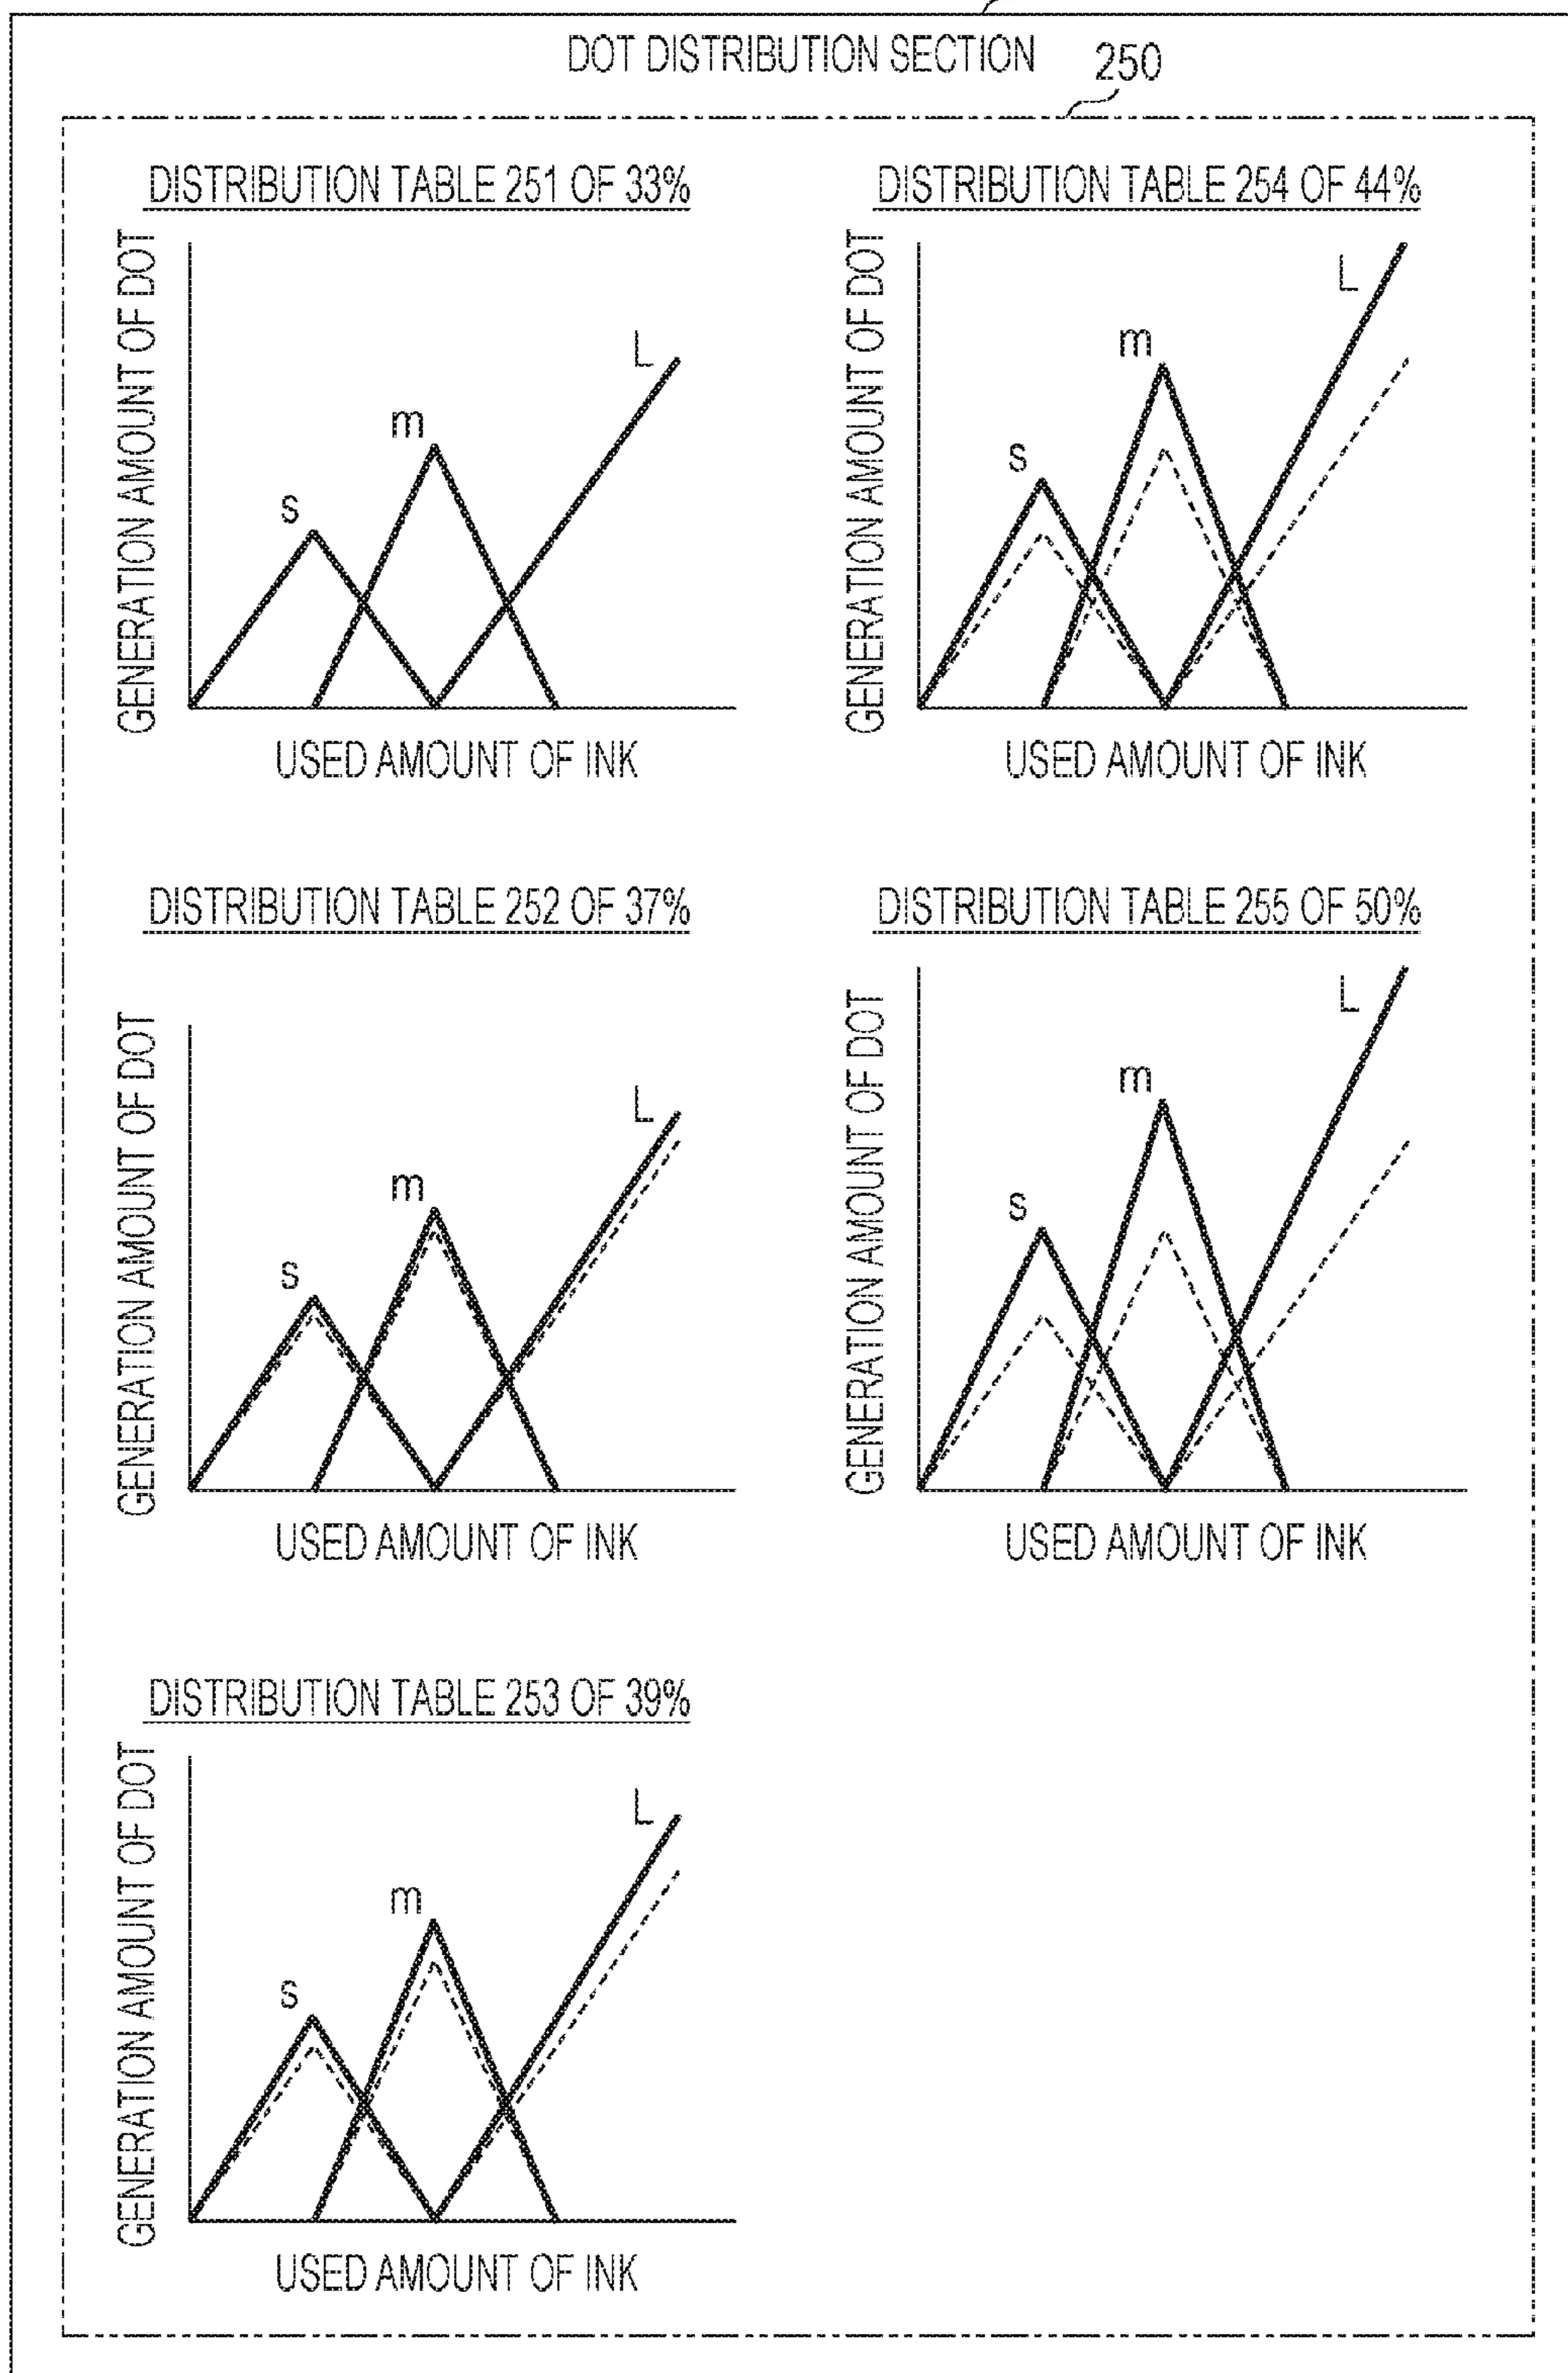 DOT DISTRIBUTION SECTION
250
DISTRIBUTION TABLE 251 OF 33%
GENERATION AMOUNT OF DOT
s
m
L
USED AMOUNT OF INK
DISTRIBUTION TABLE 254 OF 44%
GENERATION AMOUNT OF DOT
s
m
L
USED AMOUNT OF INK
DISTRIBUTION TABLE 252 OF 37%
GENERATION AMOUNT OF DOT
s
m
L
USED AMOUNT OF INK
DISTRIBUTION TABLE 255 OF 50%
GENERATION AMOUNT OF DOT
s
m
L
USED AMOUNT OF INK
DISTRIBUTION TABLE 253 OF 39%
GENERATION AMOUNT OF DOT
s
m
L
USED AMOUNT OF INK